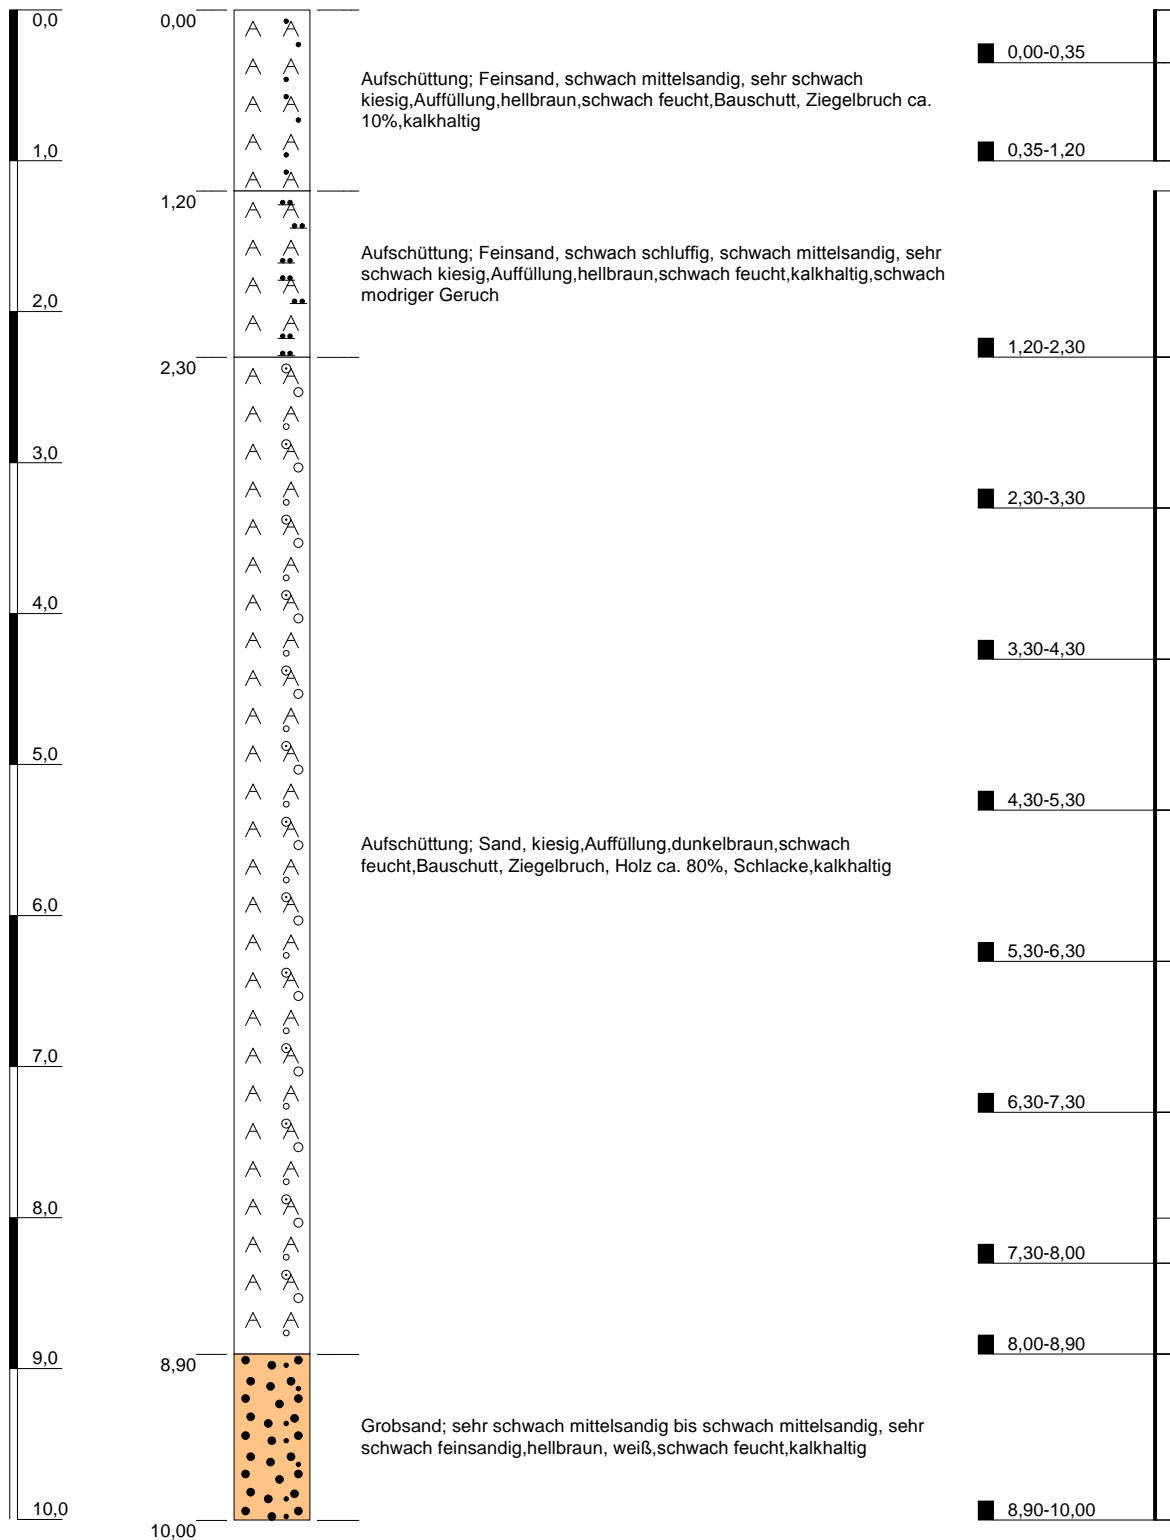 0,0
0,00
0,00-0,35
Aufschüttung; Feinsand, schwach mittelsandig, sehr schwach
kiesig,Auffüllung,hellbraun,schwach feucht,Bauschutt, Ziegelbruch ca.
10%,kalkhaltig
1,0
0,35-1,20
1,20
Aufschüttung; Feinsand, schwach schluffig, schwach mittelsandig, sehr
schwach kiesig,Auffüllung,hellbraun,schwach feucht,kalkhaltig,schwach
modriger Geruch
2,0
1,20-2,30
2,30
3,0
2,30-3,30
4,0
3,30-4,30
5,0
4,30-5,30
Aufschüttung; Sand, kiesig,Auffüllung,dunkelbraun,schwach
feucht,Bauschutt, Ziegelbruch, Holz ca. 80%, Schlacke,kalkhaltig
6,0
5,30-6,30
7,0
6,30-7,30
8,0
7,30-8,00
8,00-8,90
9,0
8,90
Grobsand; sehr schwach mittelsandig bis schwach mittelsandig, sehr
schwach feinsandig,hellbraun, weiß,schwach feucht,kalkhaltig
10,0
8,90-10,00
10,00